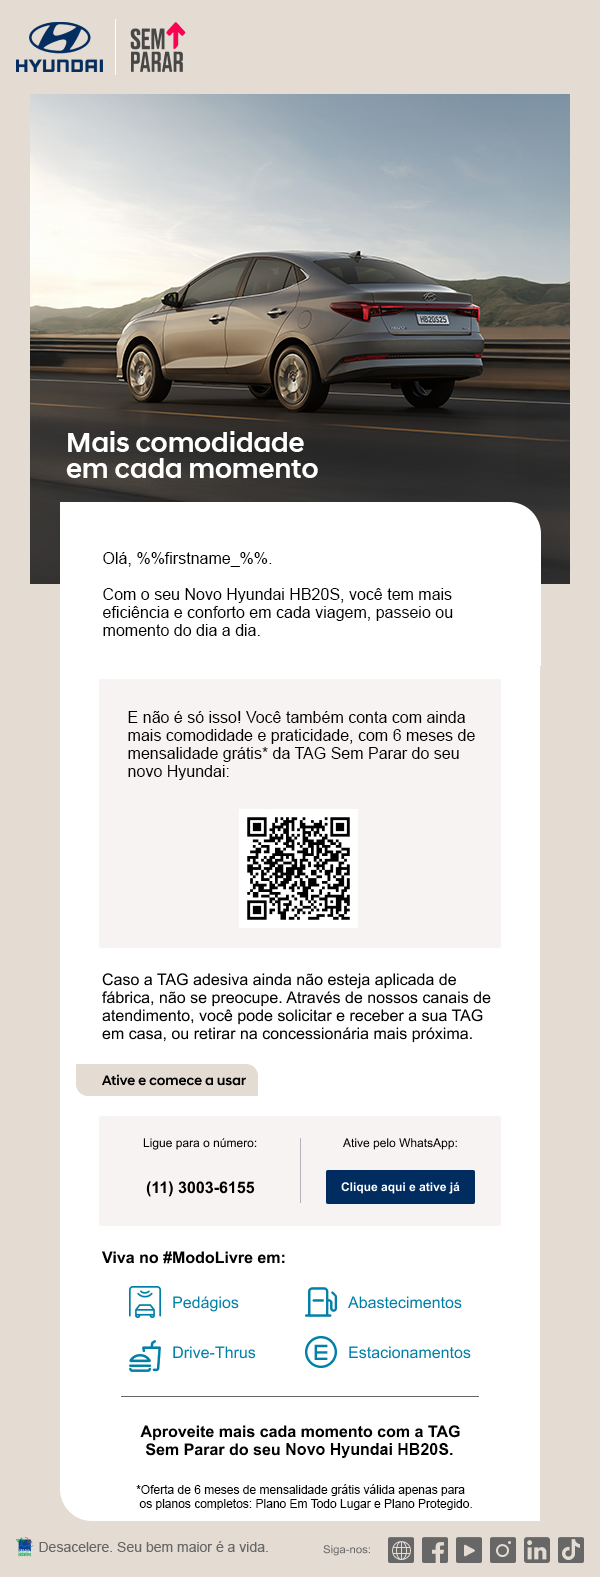 HYUNDAI
SEM
PARAR
HB20S25
Mais comodidade
em cada momento
Olá, %%firstname_%%.
Com o seu Novo Hyundai HB20S, você tem mais
eficiência e conforto em cada viagem, passeio ou
momento do dia a dia.
E não é só isso! Você também conta com ainda
mais comodidade e praticidade, com 6 meses de
mensalidade grátis* da TAG Sem Parar do seu
novo Hyundai:
Caso a TAG adesiva ainda não esteja aplicada de
fábrica, não se preocupe. Através de nossos canais de
atendimento, você pode solicitar e receber a sua TAG
em casa, ou retirar na concessionária mais próxima.
Ative e comece a usar
Ligue para o número:
(11) 3003-6155
Ative pelo WhatsApp:
Clique aqui e ative já
Viva no #ModoLivre em:
Pedágios
Abastecimentos
Drive-Thrus
E Estacionamentos
Aproveite mais cada momento com a TAG
Sem Parar do seu Novo Hyundai HB20S.
*Oferta de 6 meses de mensalidade grátis válida apenas para
os planos completos: Plano Em Todo Lugar e Plano Protegido.
Desacelere. Seu bem maior é a vida.
Siga-nos: